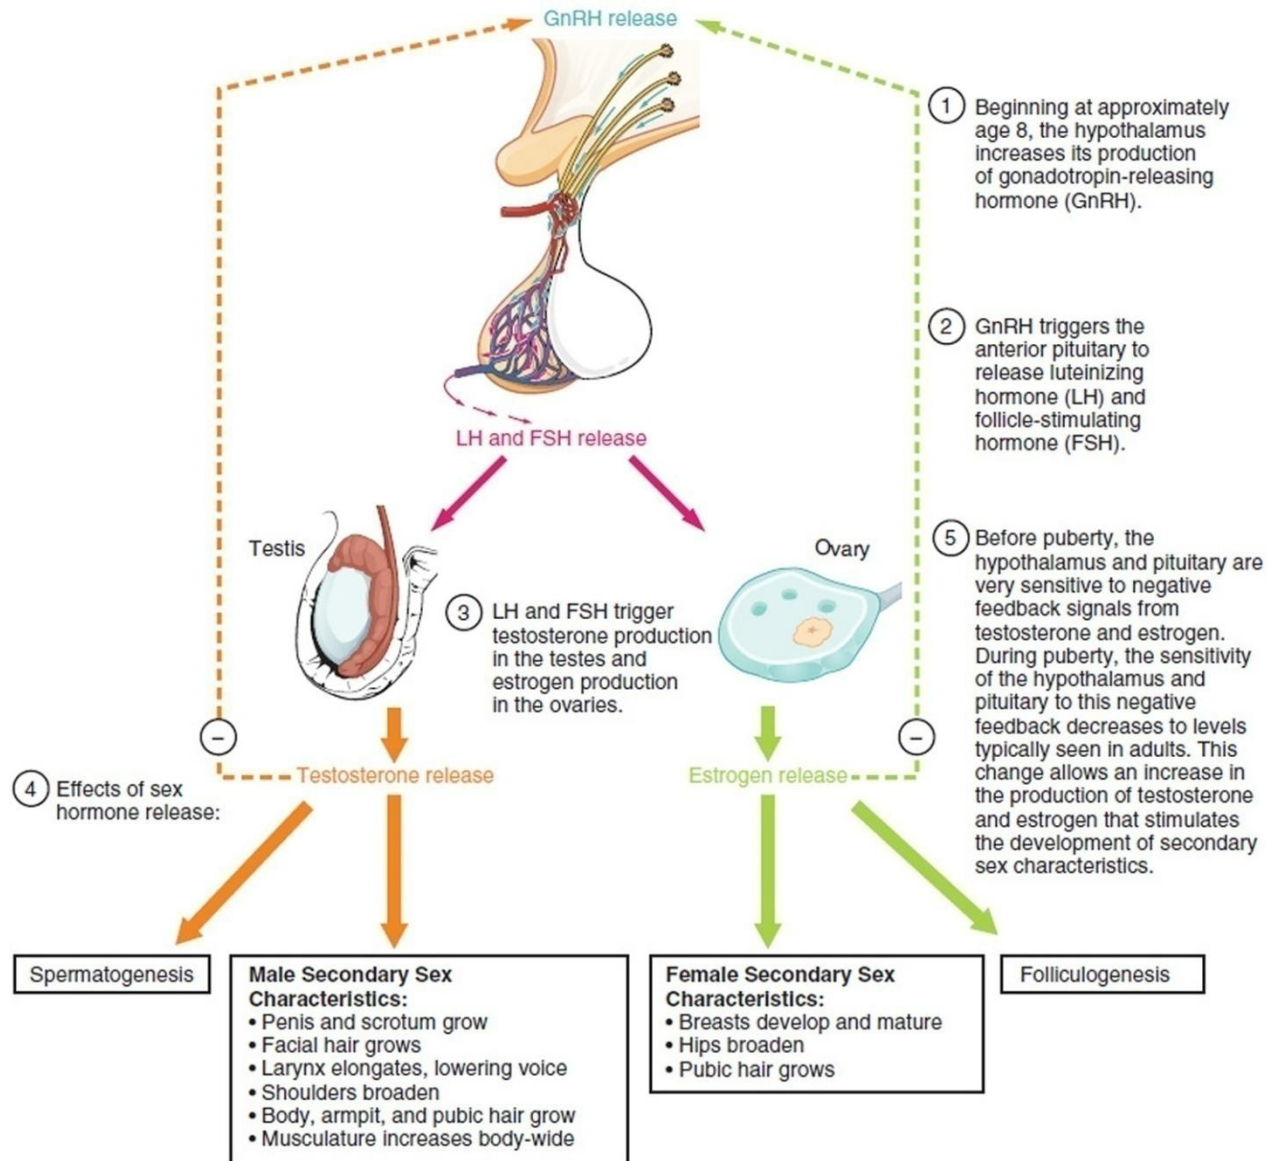 GnRH release
1
Beginning at approximately
age 8, the hypothalamus
increases its production
of gonadotropin-releasing
hormone (GnRH).
2
GnRH triggers the
anterior pituitary to
release luteinizing
hormone (LH) and
follicle-stimulating
hormone (FSH).
LH and FSH release
Testis
Ovary
3
LH and FSH trigger
testosterone production
in the testes and
estrogen production
in the ovaries.
5
Before puberty, the
hypothalamus and pituitary are
very sensitive to negative
feedback signals from
testosterone and estrogen.
During puberty, the sensitivity
of the hypothalamus and
pituitary to this negative
feedback decreases to levels
typically seen in adults. This
change allows an increase in
the production of testosterone
and estrogen that stimulates
the development of secondary
sex characteristics.
–
–
Testosterone release
Estrogen release
4
Effects of sex
hormone release:
Spermatogenesis
Male Secondary Sex
Characteristics:
• Penis and scrotum grow
• Facial hair grows
• Larynx elongates, lowering voice
• Shoulders broaden
• Body, armpit, and pubic hair grow
• Musculature increases body-wide
Female Secondary Sex
Characteristics:
• Breasts develop and mature
• Hips broaden
• Pubic hair grows
Folliculogenesis